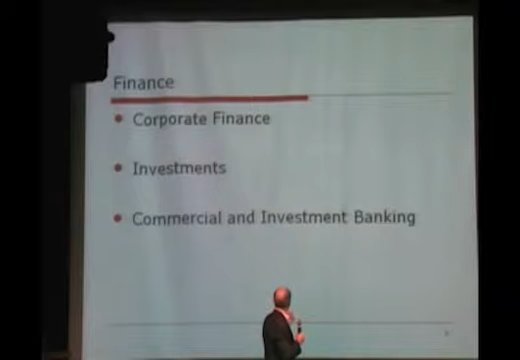 Finance
Corporate Finance
Investments
Commercial and Investment Banking